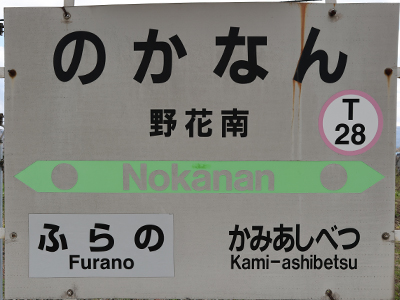 のかなん
野花南
T
28
Nokanan
ふらの
Furano
かみあしべつ
Kami-ashibetsu